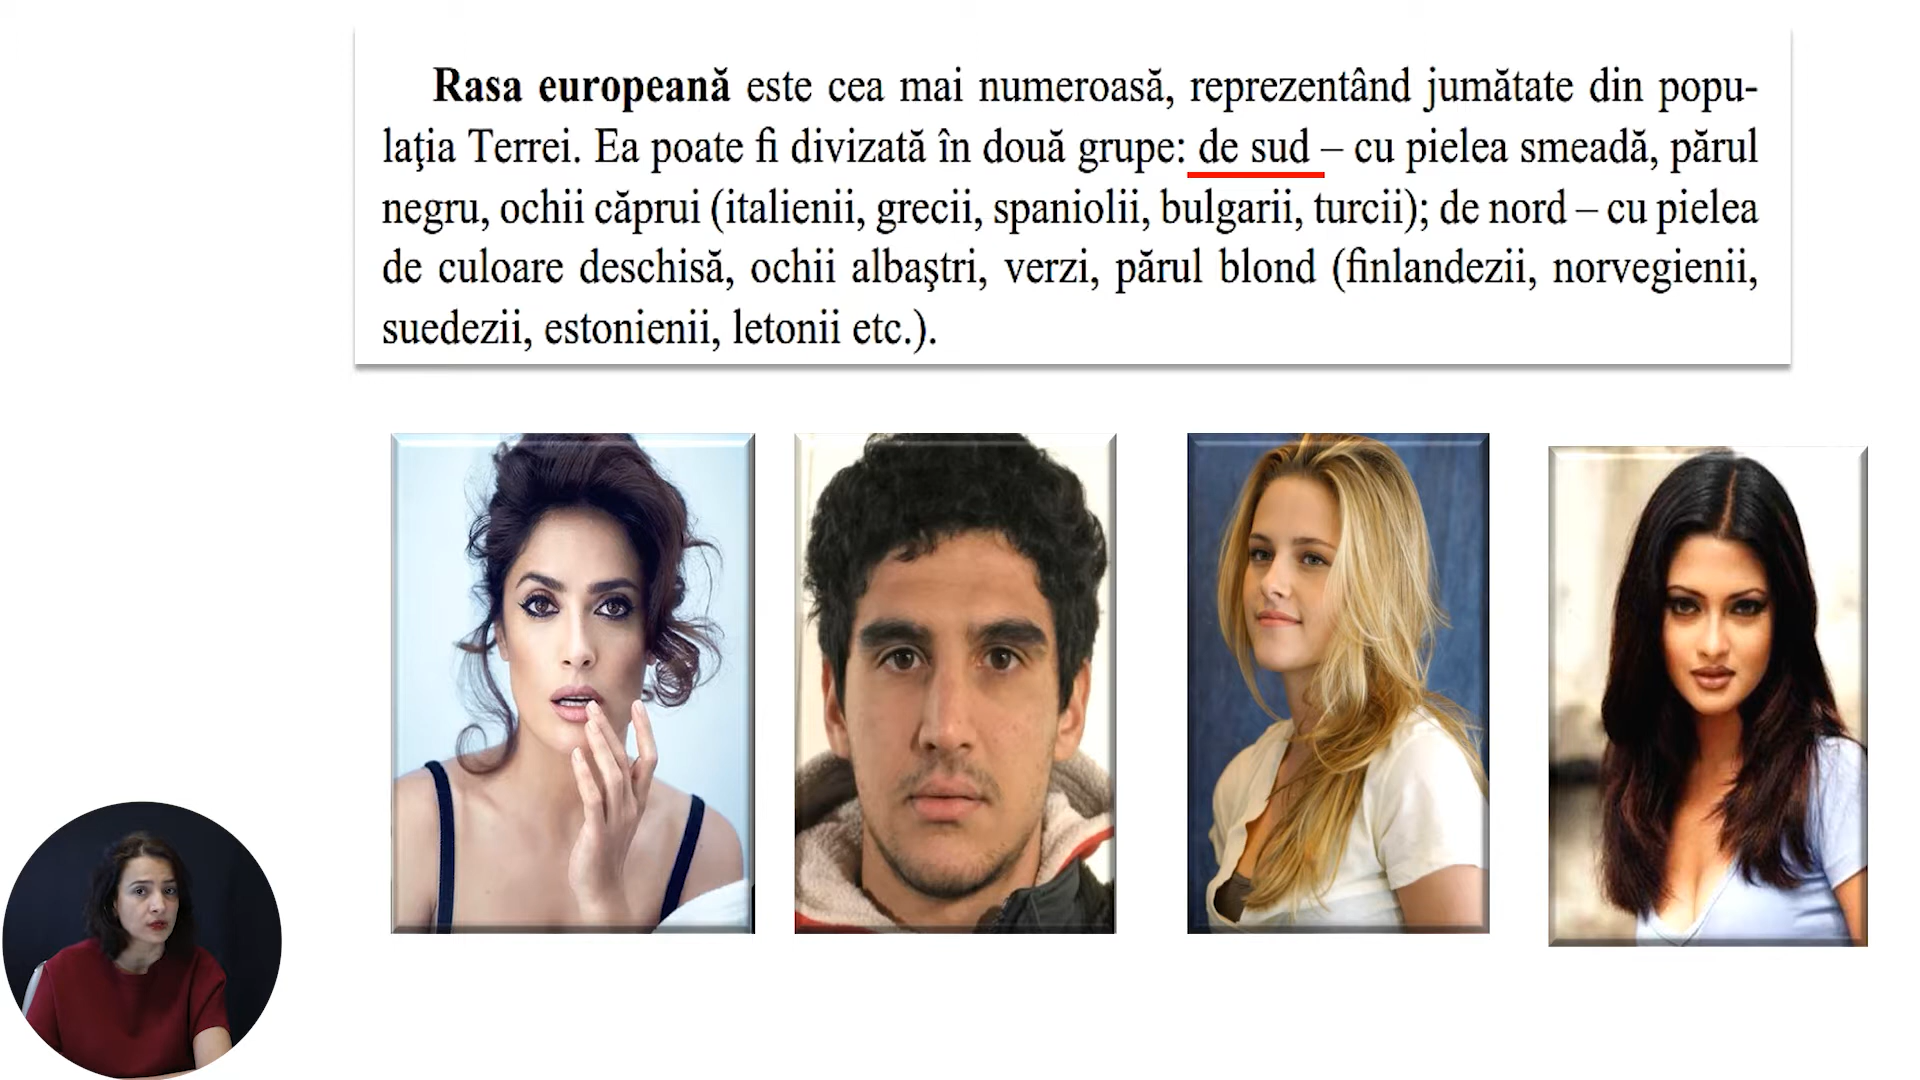 Rasa europeană este cea mai numeroasă, reprezentând jumătate din popu-
laţia Terrei. Ea poate fi divizată în două grupe: de sud – cu pielea smeadă, părul
negru, ochii căprui (italienii, grecii, spaniolii, bulgarii, turcii); de nord – cu pielea
de culoare deschisă, ochii albaştri, verzi, părul blond (finlandezii, norvegienii,
suedezii, estonienii, letonii etc.).